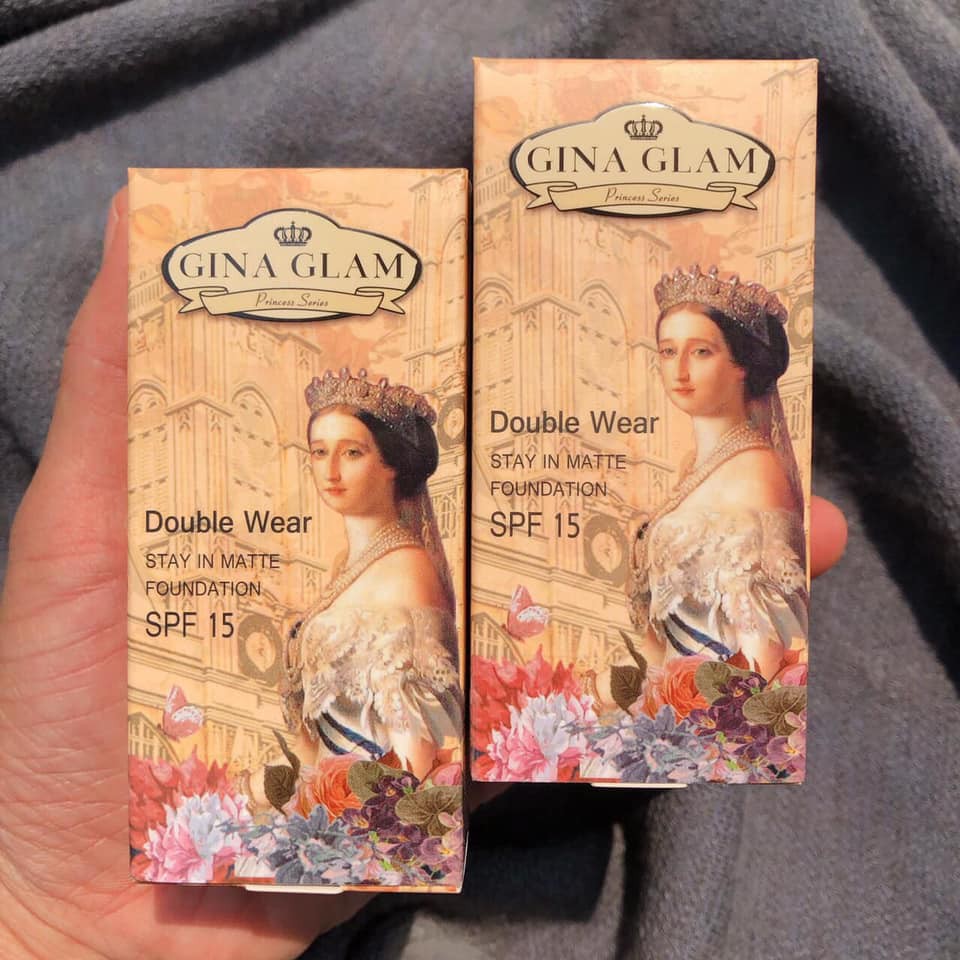 GINA GLAM
Princess Series
Double Wear
STAY IN MATTE
FOUNDATION
SPF 15
GINA GLAM
Princess Series
Double Wear
STAY IN MATTE
FOUNDATION
SPF 15